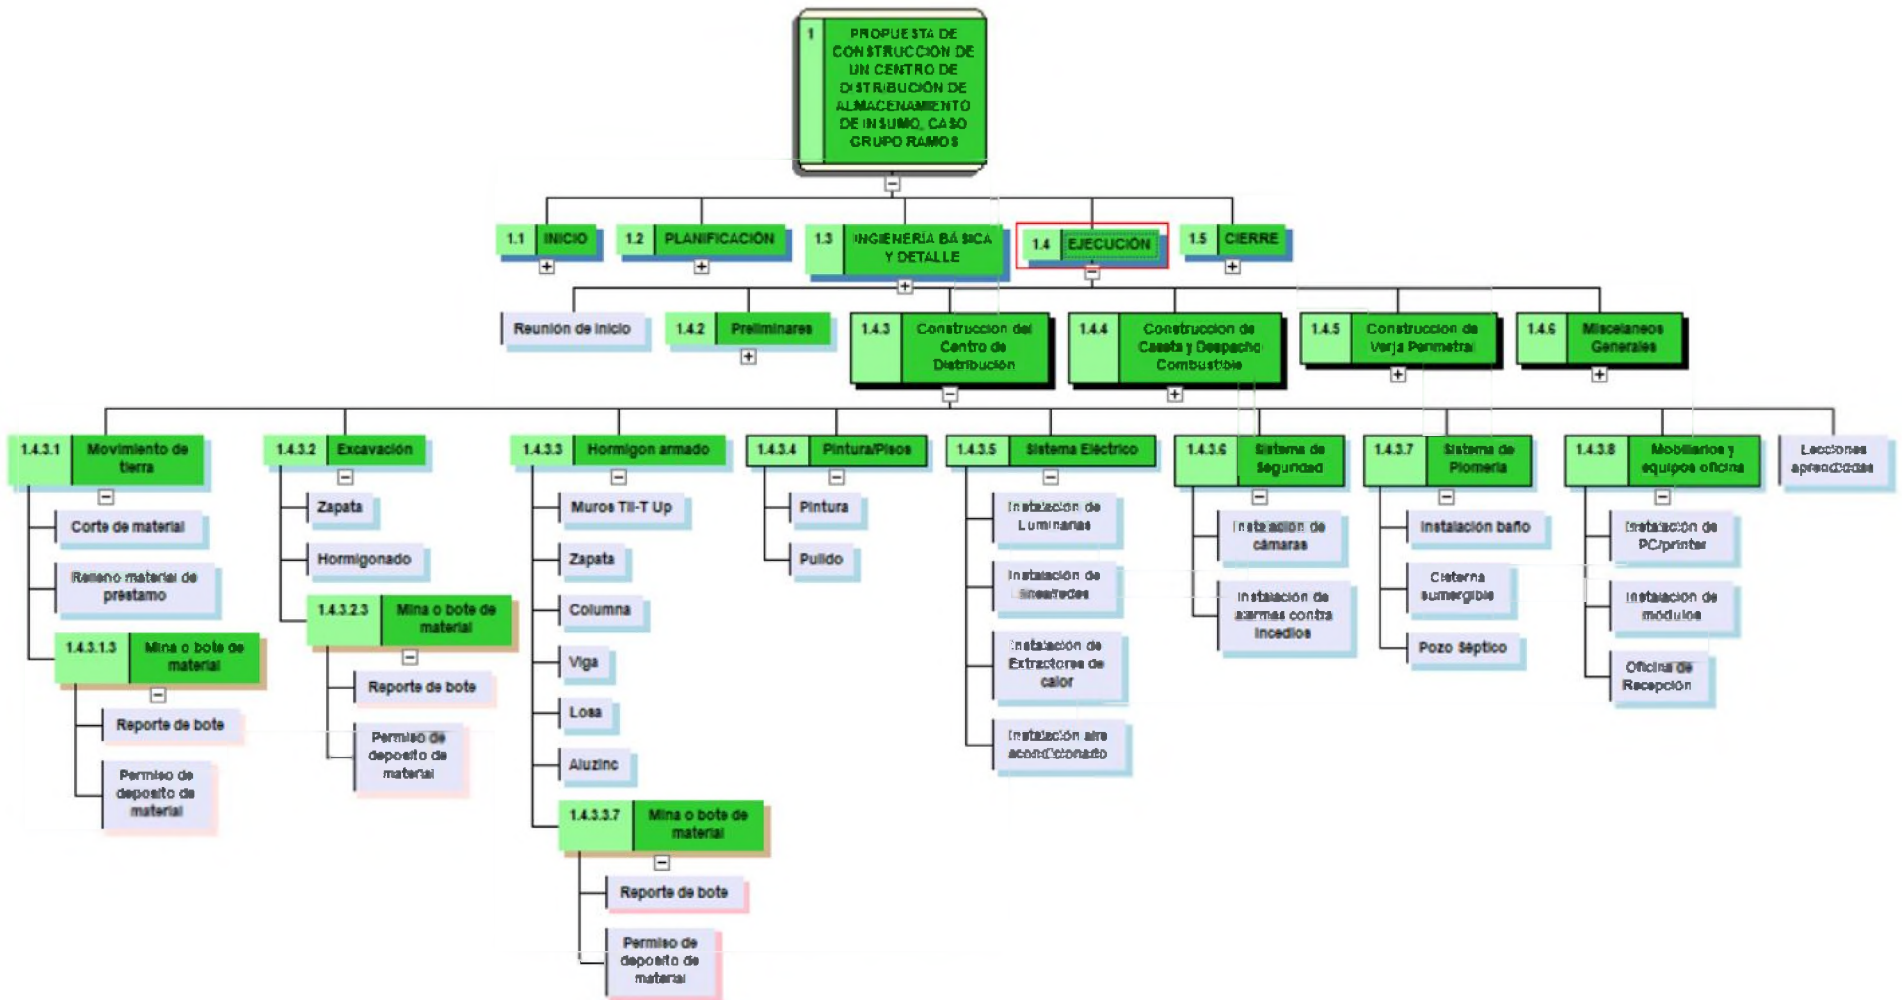 1
PROPUESTA DE
CONSTRUCCION DE
UN CENTRO DE
DISTRIBUCIÓN DE
ALMACENAMIENTO
DE INSUMO, CASO
GRUPO RAMOS
1.1 INICIO
1.2 PLANIFICACIÓN
1.3 INGIENERÍA BÁSICA
Y DETALLE
1.4 EJECUCIÓN
1.5 CIERRE
Reunión de Inicio
1.4.2 Preliminares
1.4.3 Construccion del
Centro de
Distribución
1.4.4 Construccion de
Caseta y Despacho
Combustible
1.4.5 Construccion de
Verja Perimetral
1.4.6 Miscelaneos
Generales
1.4.3.1 Movimiento de
tierra
Corte de material
Relleno material de
préstamo
1.4.3.1.3 Mina o bote de
material
Reporte de bote
Permiso de
deposito de
material
1.4.3.2 Excavación
Zapata
Hormigonado
1.4.3.2.3 Mina o bote de
material
Reporte de bote
Permiso de
deposito de
material
1.4.3.3 Hormigon armado
Muros Til-T Up
Zapata
Columna
Viga
Losa
Aluzinc
1.4.3.3.7 Mina o bote de
material
Reporte de bote
Permiso de
deposito de
material
1.4.3.4 Pintura/Pisos
Pintura
Pulido
1.4.3.5 Sistema Eléctrico
Instalación de
Luminarias
Instalación de
linea/redes
Instalación de
Extractores de
calor
Instalación aire
acondicionado
1.4.3.6 Sistema de
Seguridad
Instalación de
cámaras
Instalación de
alarmas contra
Incedios
1.4.3.7 Sistema de
Plomería
Instalación baño
Cisterna
sumergible
Pozo Séptico
1.4.3.8 Mobiliarios y
equipos oficina
Instalación de
PC/printer
Instalación de
modulos
Oficina de
Recepción
Lecciones
aprendidas